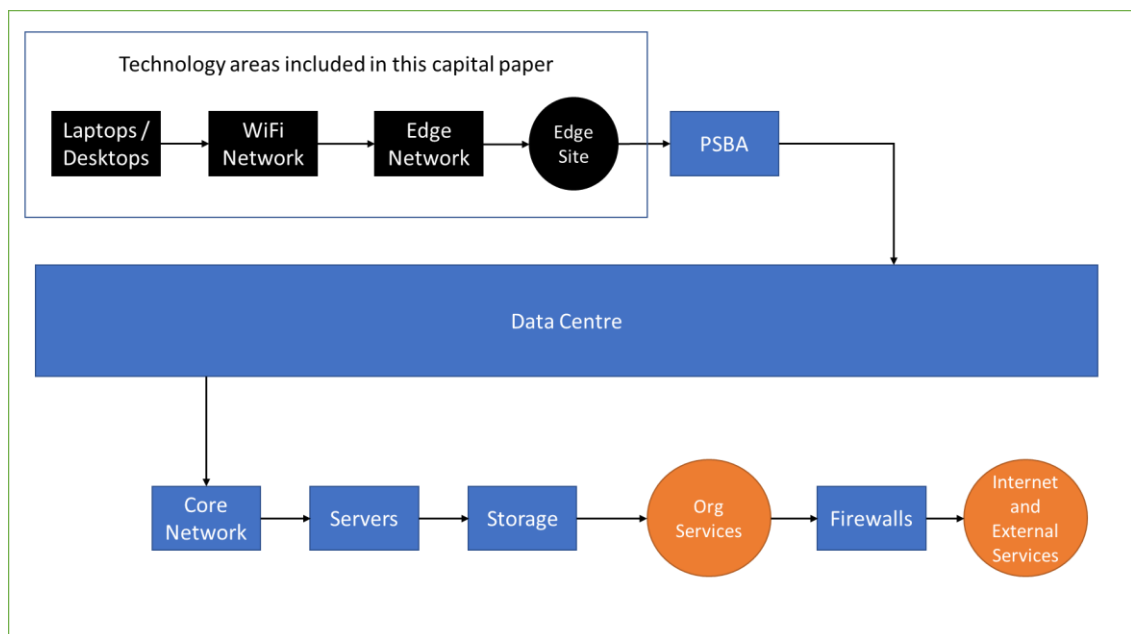 Technology areas included in this capital paper
Laptops /
Desktops
WiFi
Network
Edge
Network
Edge
Site
PSBA
Data Centre
Core
Network
Servers
Storage
Org
Services
Firewalls
Internet
and
External
Services